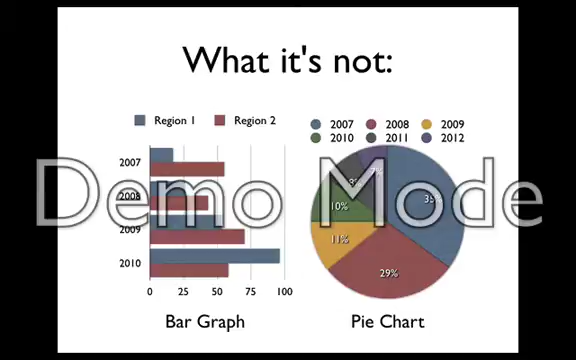 What it's not:
Region 1 Region 2
2007 2008 2009
2010 2011 2012
2007
2008
2009
2010
0 25 50 75 100
35%
29%
11%
10%
Demo Mode
Bar Graph Pie Chart